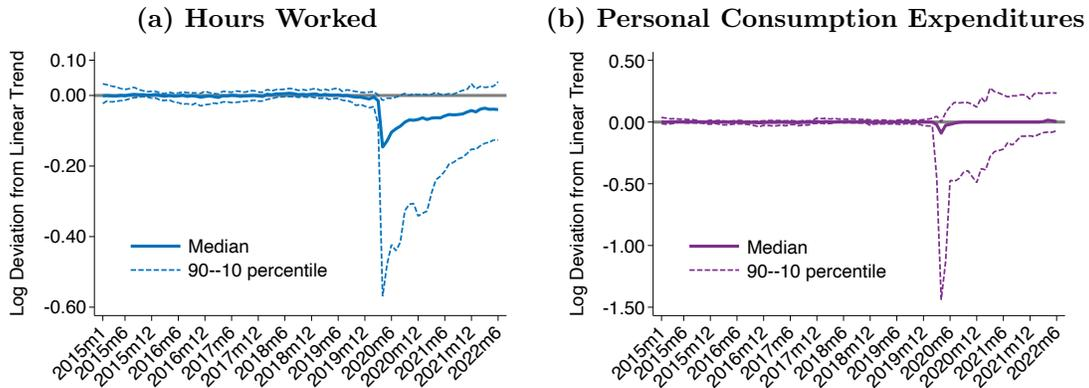 (a) Hours Worked
Log Deviation from Linear Trend
0.10
0.00
-0.20
-0.40
-0.60
Median
90--10 percentile
2015m1
2015m6
2015m12
2016m6
2016m12
2017m6
2017m12
2018m6
2018m12
2019m6
2019m12
2020m6
2020m12
2021m6
2021m12
2022m6
(b) Personal Consumption Expenditures
Log Deviation from Linear Trend
0.50
0.00
-0.50
-1.00
-1.50
Median
90--10 percentile
2015m1
2015m6
2015m12
2016m6
2016m12
2017m6
2017m12
2018m6
2018m12
2019m6
2019m12
2020m6
2020m12
2021m6
2021m12
2022m6